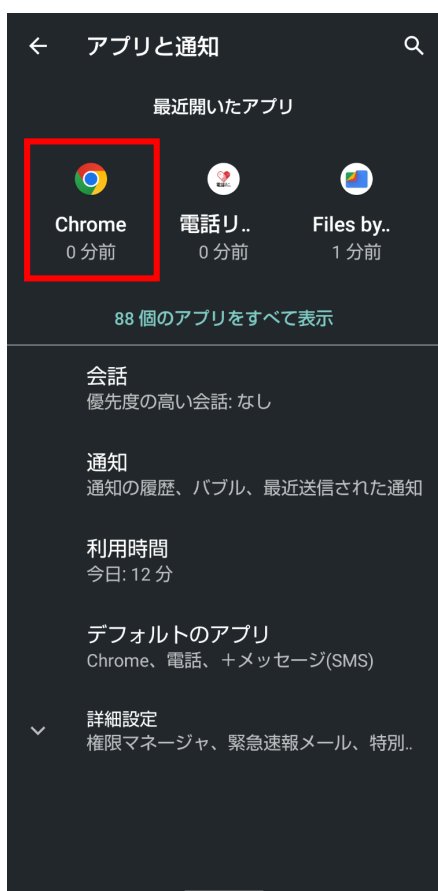 アプリと通知
最近開いたアプリ
Chrome
0 分前
電話リ..
0 分前
Files by..
1 分前
88 個のアプリをすべて表示
会話
優先度の高い会話: なし
通知
通知の履歴、バブル、最近送信された通知
利用時間
今日: 12 分
デフォルトのアプリ
Chrome、電話、＋メッセージ(SMS)
詳細設定
権限マネージャ、緊急速報メール、特別..